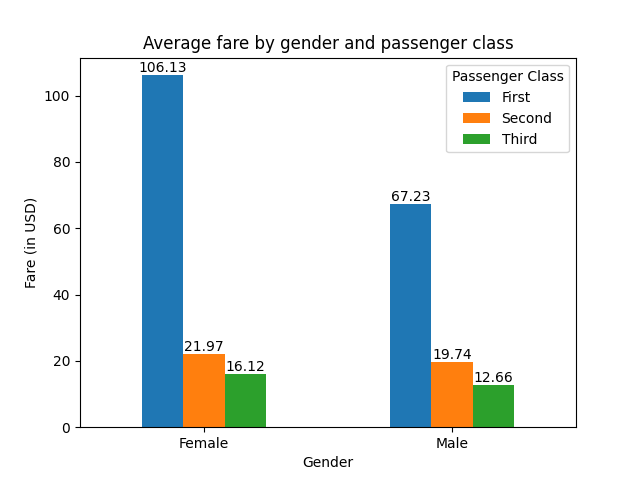 Average fare by gender and passenger class
106.13
Passenger Class
First
Second
Third
100
80
67.23
60
Fare (in USD)
40
21.97
19.74
20
16.12
12.66
0
Female
Male
Gender